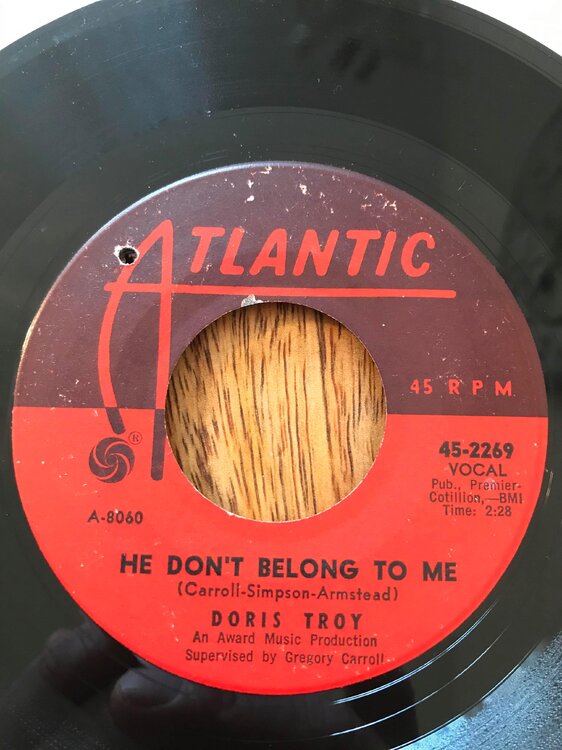 ATLANTIC
45 RPM
®
45-2269
VOCAL
Pub., Premier-
Cotillion,—BMI
Time: 2:28
A-8060
HE DON'T BELONG TO ME
(Carroll-Simpson-Armstead)
DORIS TROY
An Award Music Production
Supervised by Gregory Carroll